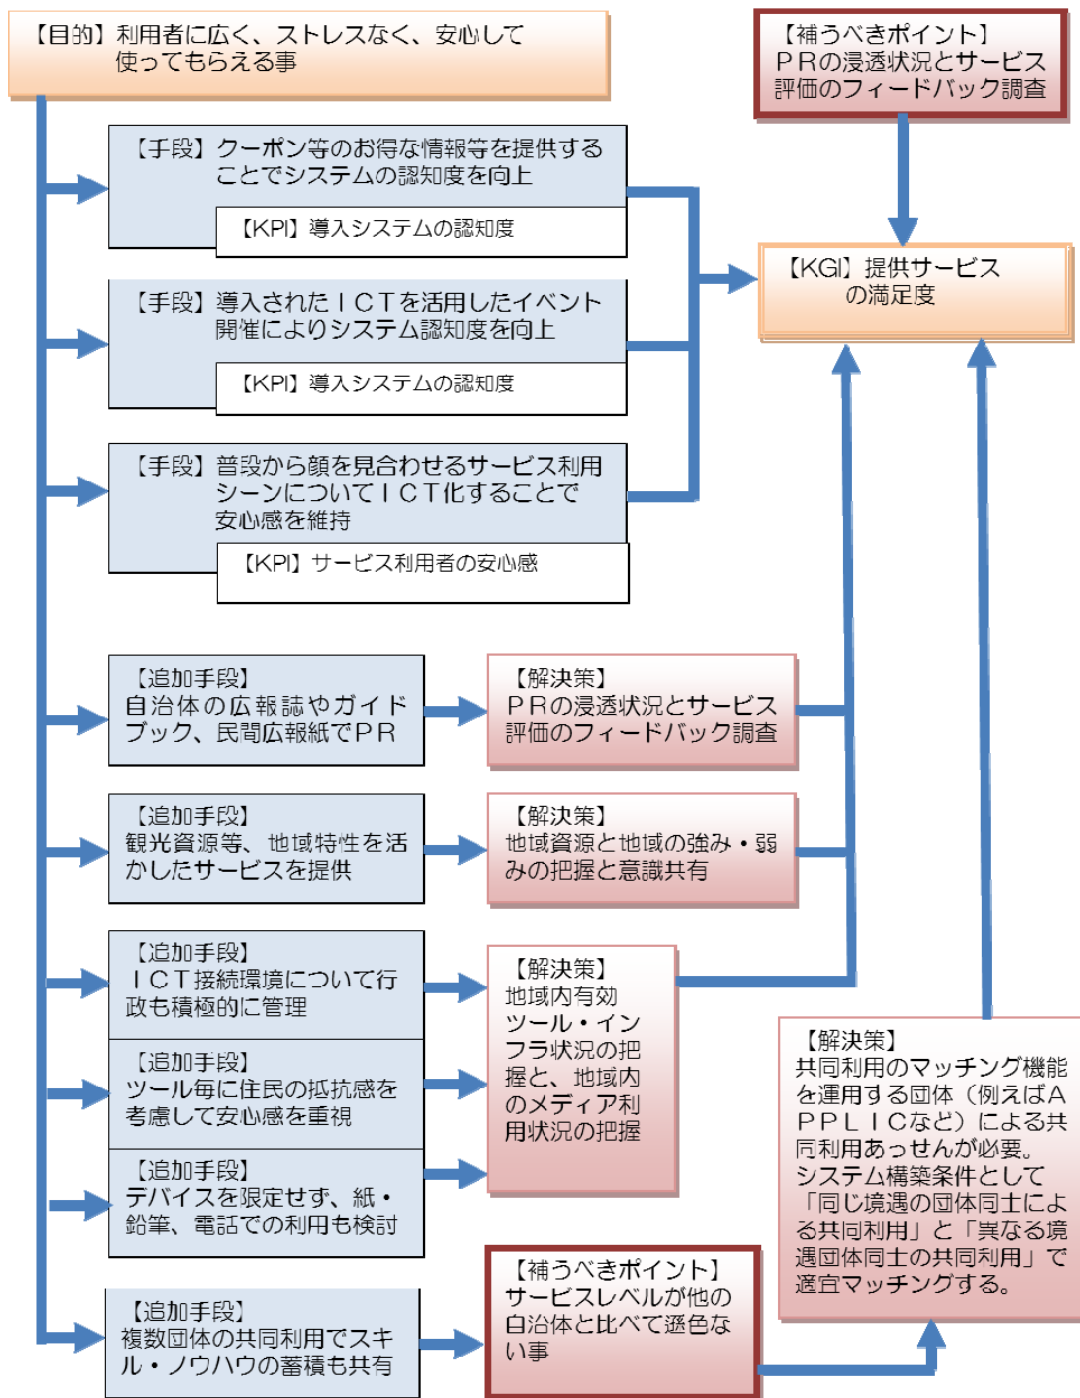 【目的】利用者に広く、ストレスなく、安心して
使ってもらえる事
【補うべきポイント】
ＰＲの浸透状況とサービス
評価のフィードバック調査
【手段】クーポン等のお得な情報等を提供する
ことでシステムの認知度を向上
【KPI】導入システムの認知度
【KGI】提供サービス
の満足度
【手段】導入されたＩＣＴを活用したイベント
開催によりシステム認知度を向上
【KPI】導入システムの認知度
【手段】普段から顔を見合わせるサービス利用
シーンについてＩＣＴ化することで
安心感を維持
【KPI】サービス利用者の安心感
【追加手段】
自治体の広報誌やガイド
ブック、民間広報紙でＰＲ
【解決策】
ＰＲの浸透状況とサービス
評価のフィードバック調査
【追加手段】
観光資源等、地域特性を活
かしたサービスを提供
【解決策】
地域資源と地域の強み・弱
みの把握と意識共有
【追加手段】
ＩＣＴ接続環境について行
政も積極的に管理
【追加手段】
ツール毎に住民の抵抗感を
考慮して安心感を重視
【追加手段】
デバイスを限定せず、紙・
鉛筆、電話での利用も検討
【解決策】
地域内有効
ツール・イン
フラ状況の把
握と、地域内
のメディア利
用状況の把握
【解決策】
共同利用のマッチング機能
を運用する団体（例えばＡ
ＰＰＬＩＣなど）による共
同利用あっせんが必要。
システム構築条件として
「同じ境遇の団体同士によ
る共同利用」と「異なる境
遇団体同士の共同利用」で
適宜マッチングする。
【追加手段】
複数団体の共同利用でスキ
ル・ノウハウの蓄積も共有
【補うべきポイント】
サービスレベルが他の
自治体と比べて遜色な
い事